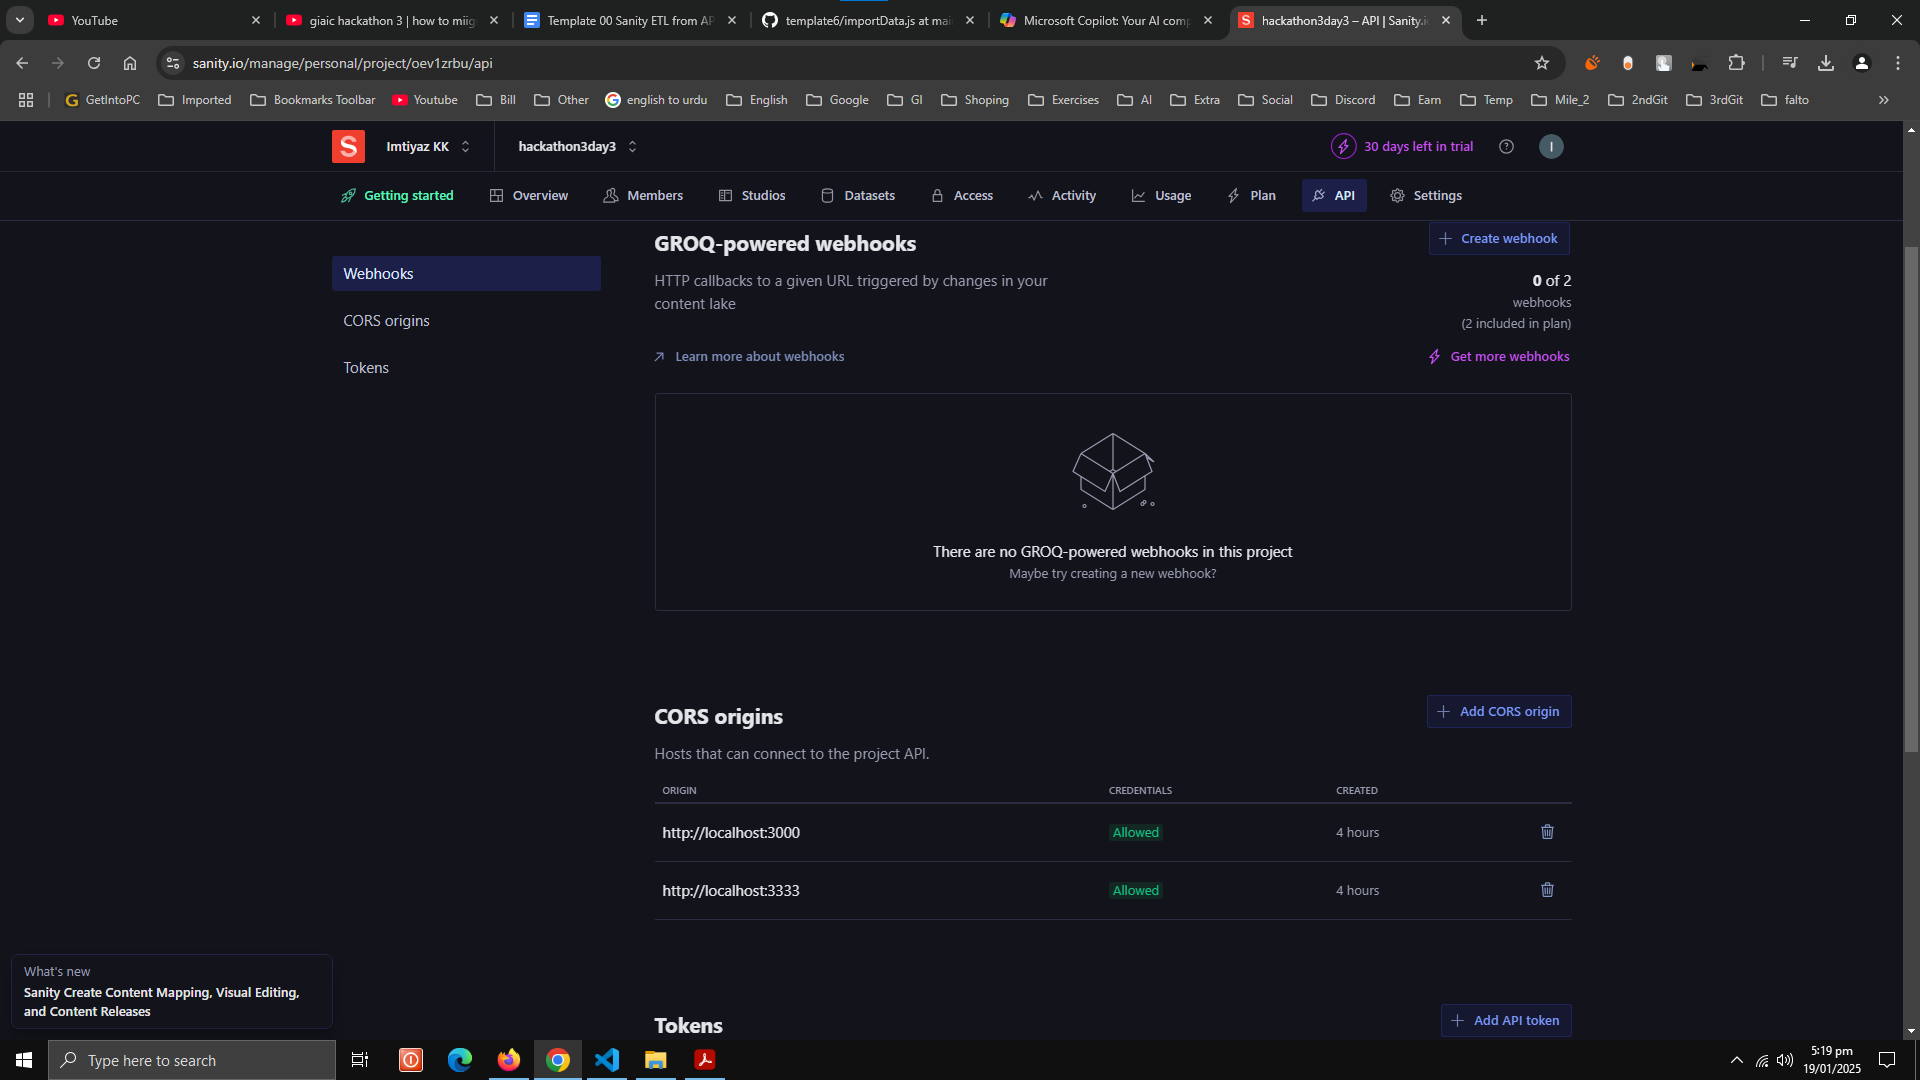 YouTube
giaic hackathon 3 | how to miig
Template 00 Sanity ETL from AP
template6/importData.js at mai
Microsoft Copilot: Your AI comp
hackathon3day3 – API | Sanity.i
sanity.io/manage/personal/project/oev1zrbu/api
GetIntoPC
Imported
Bookmarks Toolbar
Youtube
Bill
Other
english to urdu
English
Google
GI
Shoping
Exercises
AI
Extra
Social
Discord
Earn
Temp
Mile_2
2ndGit
3rdGit
falto
S
Imtiyaz KK
hackathon3day3
30 days left in trial
I
Getting started
Overview
Members
Studios
Datasets
Access
Activity
Usage
Plan
API
Settings
Webhooks
CORS origins
Tokens
GROQ-powered webhooks
Create webhook
HTTP callbacks to a given URL triggered by changes in your
content lake
0 of 2
webhooks
(2 included in plan)
Learn more about webhooks
Get more webhooks
There are no GROQ-powered webhooks in this project
Maybe try creating a new webhook?
CORS origins
Add CORS origin
Hosts that can connect to the project API.
ORIGIN CREDENTIALS CREATED
http://localhost:3000 Allowed 4 hours
http://localhost:3333 Allowed 4 hours
Tokens
Add API token
What's new
Sanity Create Content Mapping, Visual Editing,
and Content Releases
Type here to search
5:19 pm
19/01/2025